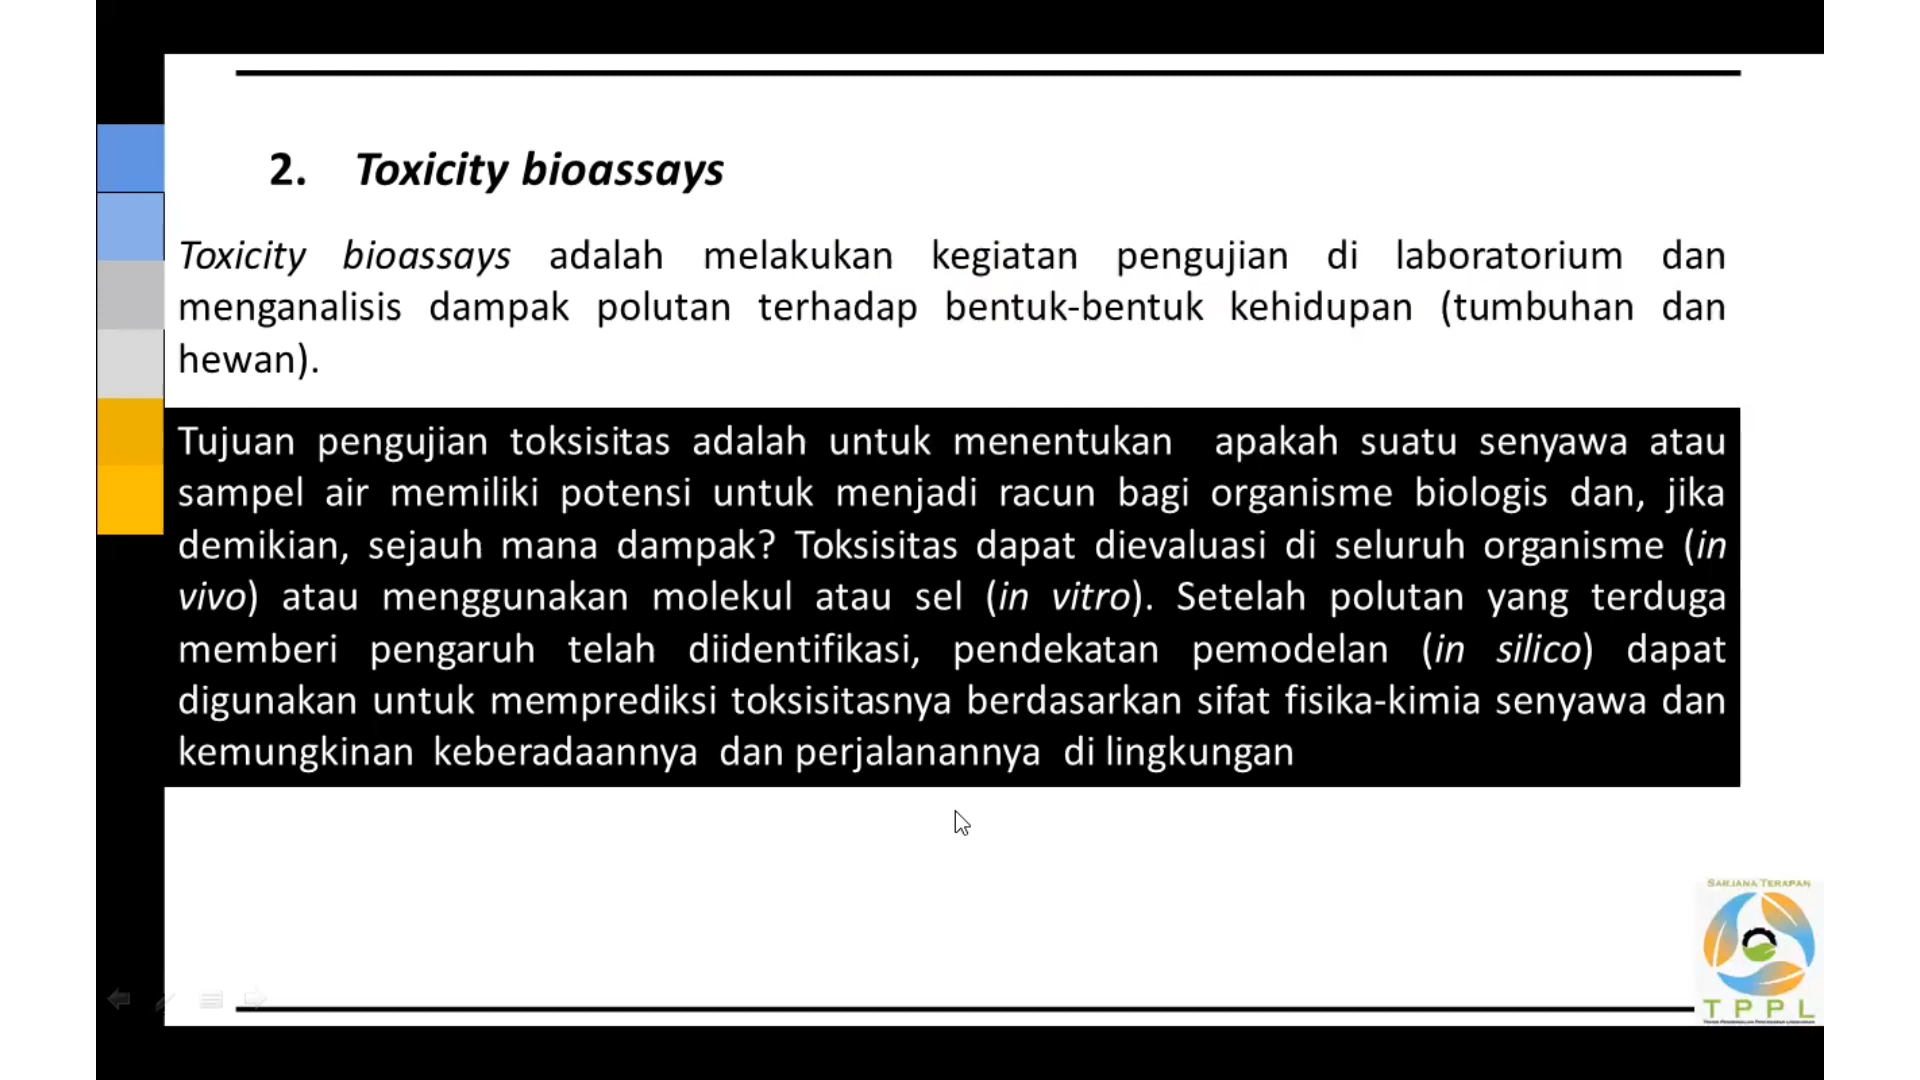 2. Toxicity bioassays
Toxicity bioassays adalah melakukan kegiatan pengujian di laboratorium dan
menganalisis dampak polutan terhadap bentuk-bentuk kehidupan (tumbuhan dan
hewan).
Tujuan pengujian toksisitas adalah untuk menentukan apakah suatu senyawa atau
sampel air memiliki potensi untuk menjadi racun bagi organisme biologis dan, jika
demikian, sejauh mana dampak? Toksisitas dapat dievaluasi di seluruh organisme (in
vivo) atau menggunakan molekul atau sel (in vitro). Setelah polutan yang terduga
memberi pengaruh telah diidentifikasi, pendekatan pemodelan (in silico) dapat
digunakan untuk memprediksi toksisitasnya berdasarkan sifat fisika-kimia senyawa dan
kemungkinan keberadaannya dan perjalanannya di lingkungan
SARJANA TERAPAN
TPPL